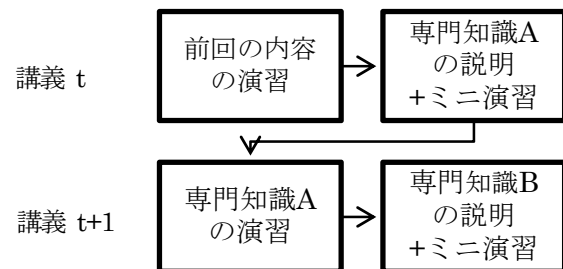 講義 t
前回の内容
の演習
専門知識A
の説明
+ミニ演習
講義 t+1
専門知識A
の演習
専門知識B
の説明
+ミニ演習